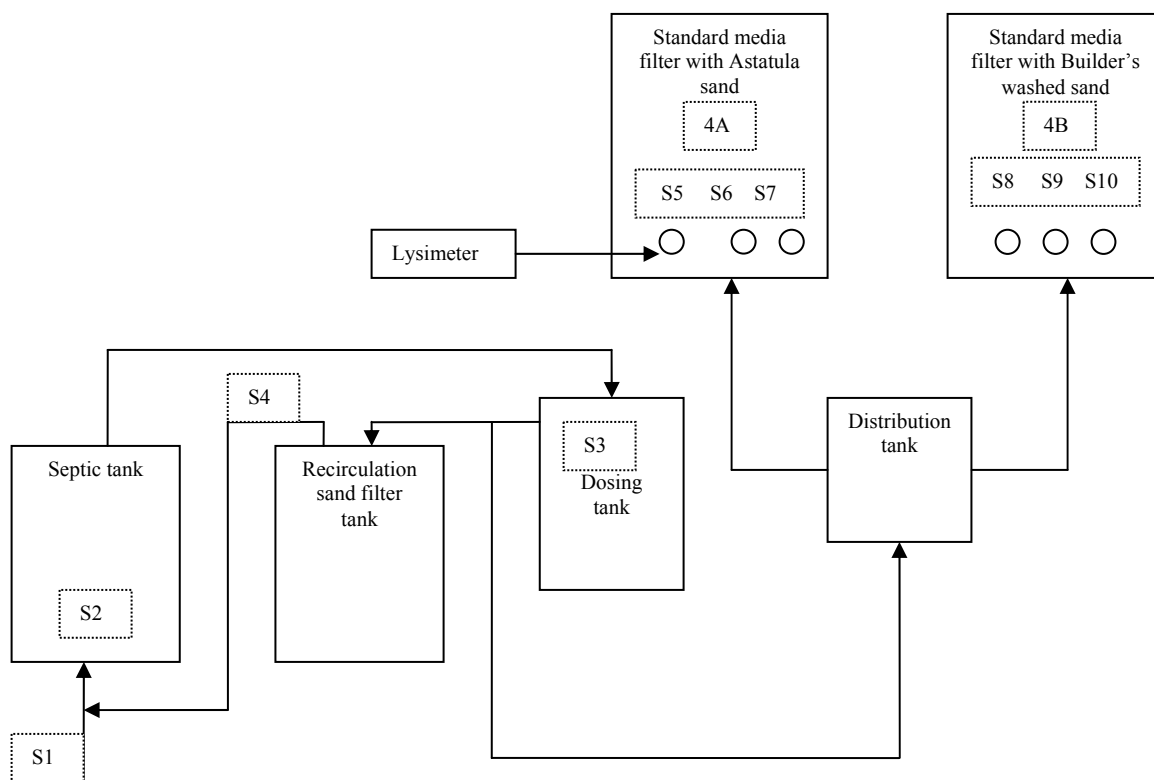 Standard media
filter with Astatula
sand
4A
S5 S6 S7
Standard media
filter with Builder’s
washed sand
4B
S8 S9 S10
Lysimeter
S4
Septic tank
S2
S1
Recirculation
sand filter
tank
S3
Dosing
tank
Distribution
tank